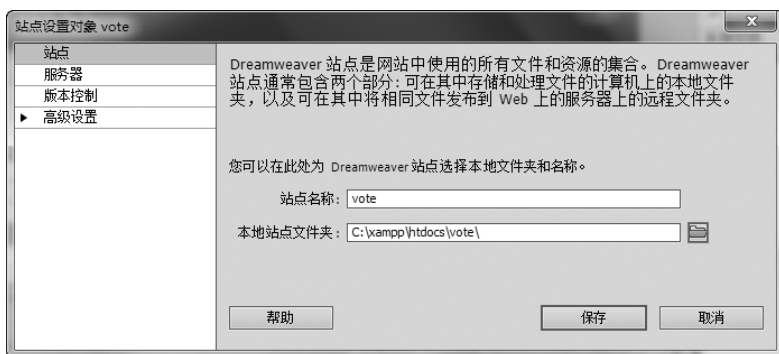 站点设置对象 vote
站点
服务器
版本控制
高级设置
Dreamweaver 站点是网站中使用的所有文件和资源的集合。Dreamweaver
站点通常包含两个部分:可在其中存储和处理文件的计算机上的本地文件
夹,以及可在其中将相同文件发布到 Web 上的服务器上的远程文件夹。
您可以在此处为 Dreamweaver 站点选择本地文件夹和名称。
站点名称: vote
本地站点文件夹: C:\xampp\htdocs\vote\
帮助 保存 取消